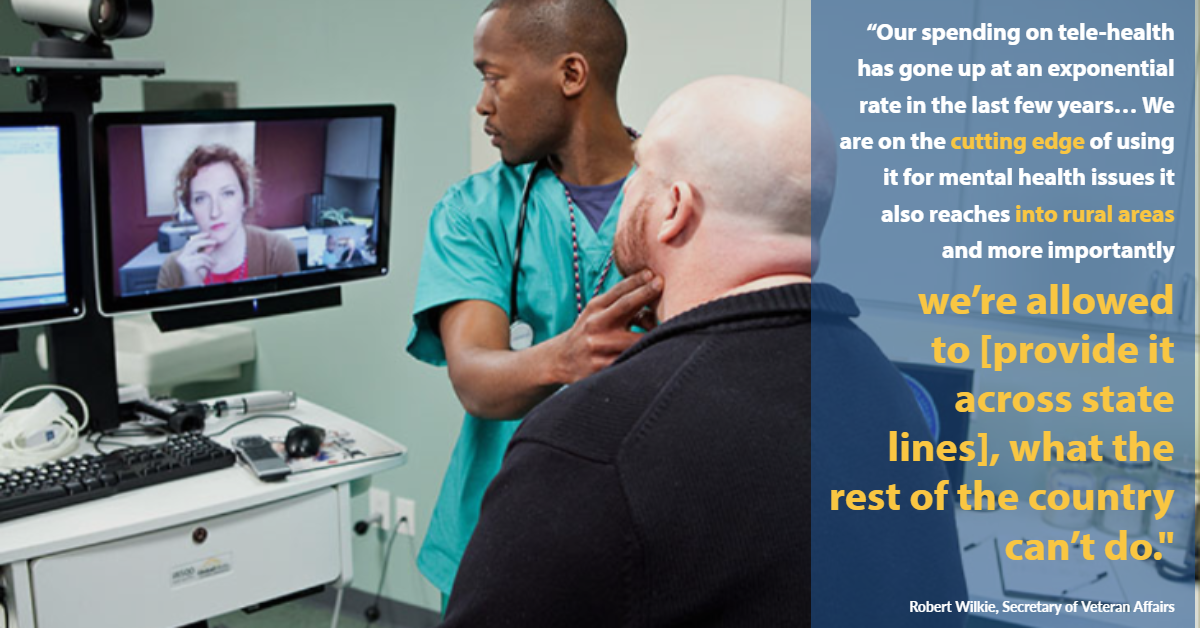 “Our spending on tele-health
has gone up at an exponential
rate in the last few years... We
are on the cutting edge of using
it for mental health issues it
also reaches into rural areas
and more importantly
we’re allowed
to [provide it
across state
lines], what the
rest of the country
can’t do."
Robert Wilkie, Secretary of Veteran Affairs